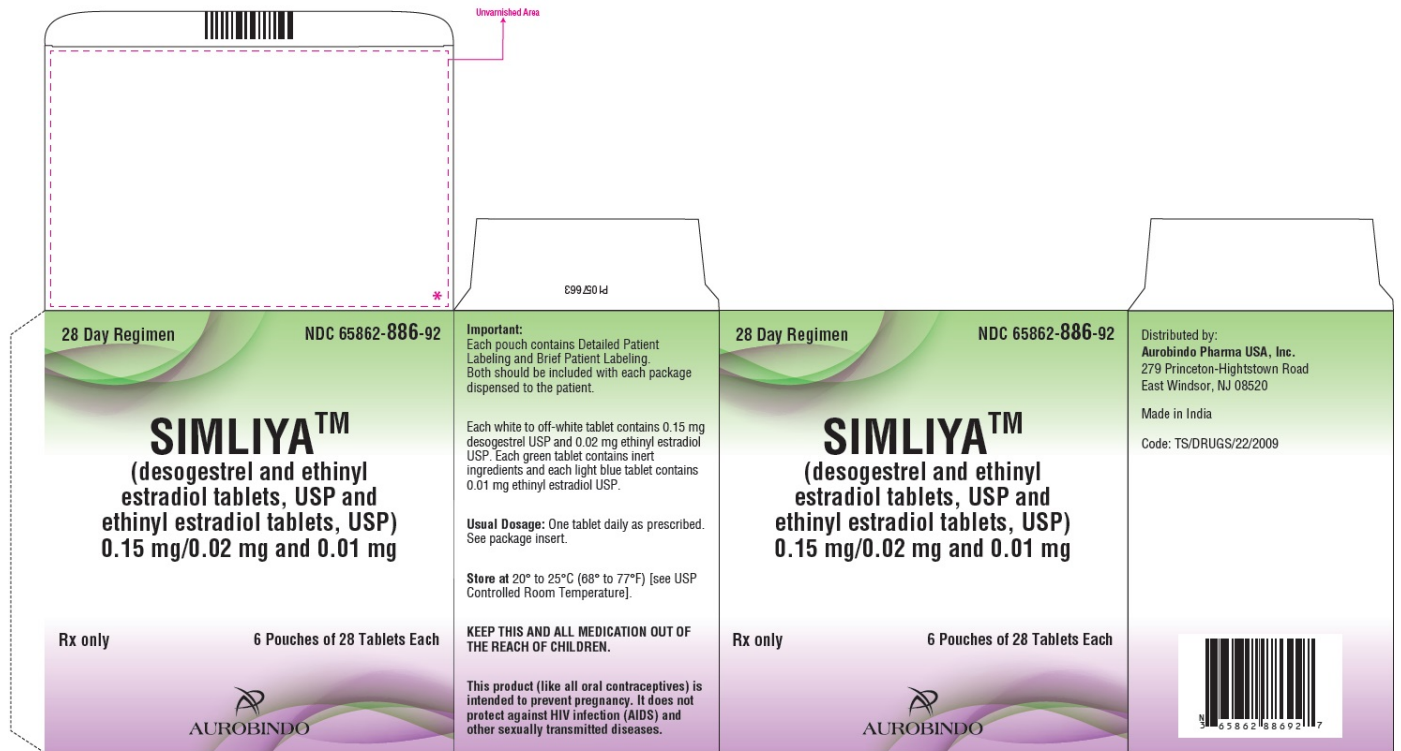 Unvarnished Area
*
P1057663
28 Day Regimen
NDC 65862-886-92
SIMLIYA™
(desogestrel and ethinyl
estradiol tablets, USP and
ethinyl estradiol tablets, USP)
0.15 mg/0.02 mg and 0.01 mg
Rx only
6 Pouches of 28 Tablets Each
AUROBINDO
Important:
Each pouch contains Detailed Patient
Labeling and Brief Patient Labeling.
Both should be included with each package
dispensed to the patient.
Each white to off-white tablet contains 0.15 mg
desogestrel USP and 0.02 mg ethinyl estradiol
USP. Each green tablet contains inert
ingredients and each light blue tablet contains
0.01 mg ethinyl estradiol USP.
Usual Dosage: One tablet daily as prescribed.
See package insert.
Store at 20° to 25°C (68° to 77°F) [see USP
Controlled Room Temperature].
KEEP THIS AND ALL MEDICATION OUT OF
THE REACH OF CHILDREN.
This product (like all oral contraceptives) is
intended to prevent pregnancy. It does not
protect against HIV infection (AIDS) and
other sexually transmitted diseases.
28 Day Regimen
NDC 65862-886-92
SIMLIYA™
(desogestrel and ethinyl
estradiol tablets, USP and
ethinyl estradiol tablets, USP)
0.15 mg/0.02 mg and 0.01 mg
Rx only
6 Pouches of 28 Tablets Each
AUROBINDO
Distributed by:
Aurobindo Pharma USA, Inc.
279 Princeton-Hightstown Road
East Windsor, NJ 08520
Made in India
Code: TS/DRUGS/22/2009
N
3 65862 88692 7